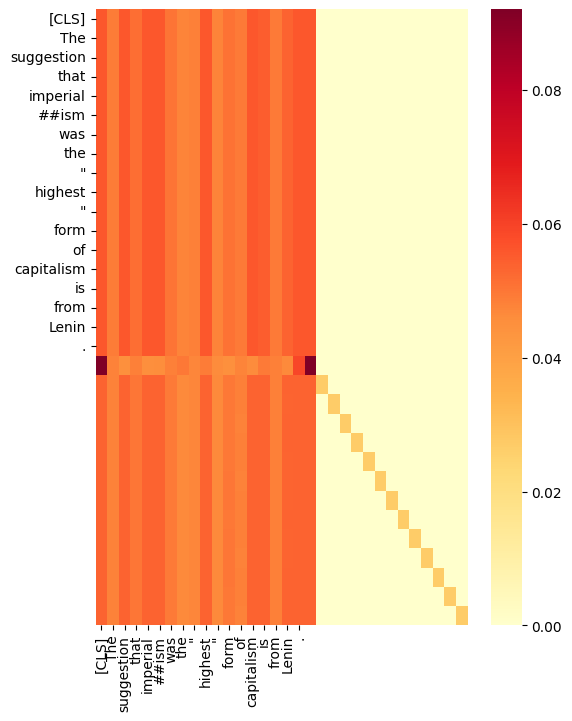 [CLS]
The
suggestion
that
imperial
##ism
was
the
"
highest
"
form
of
capitalism
is
from
Lenin
.
0.08
0.06
0.04
0.02
0.00
[CLS]
The
suggestion
that
imperial
##ism
was
the
"
highest
"
form
of
capitalism
is
from
Lenin
.